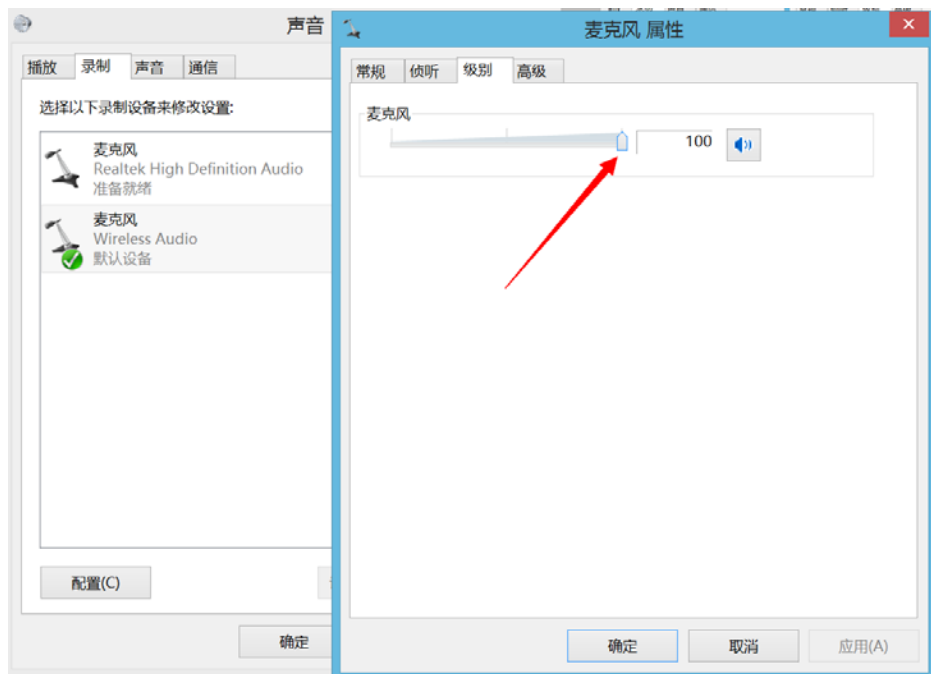 声音
播放 录制 声音 通信
选择以下录制设备来修改设置:
麦克风
Realtek High Definition Audio
准备就绪
麦克风
Wireless Audio
默认设备
配置(C)
确定
麦克风 属性
常规 侦听 级别 高级
麦克风
100
确定 取消 应用(A)